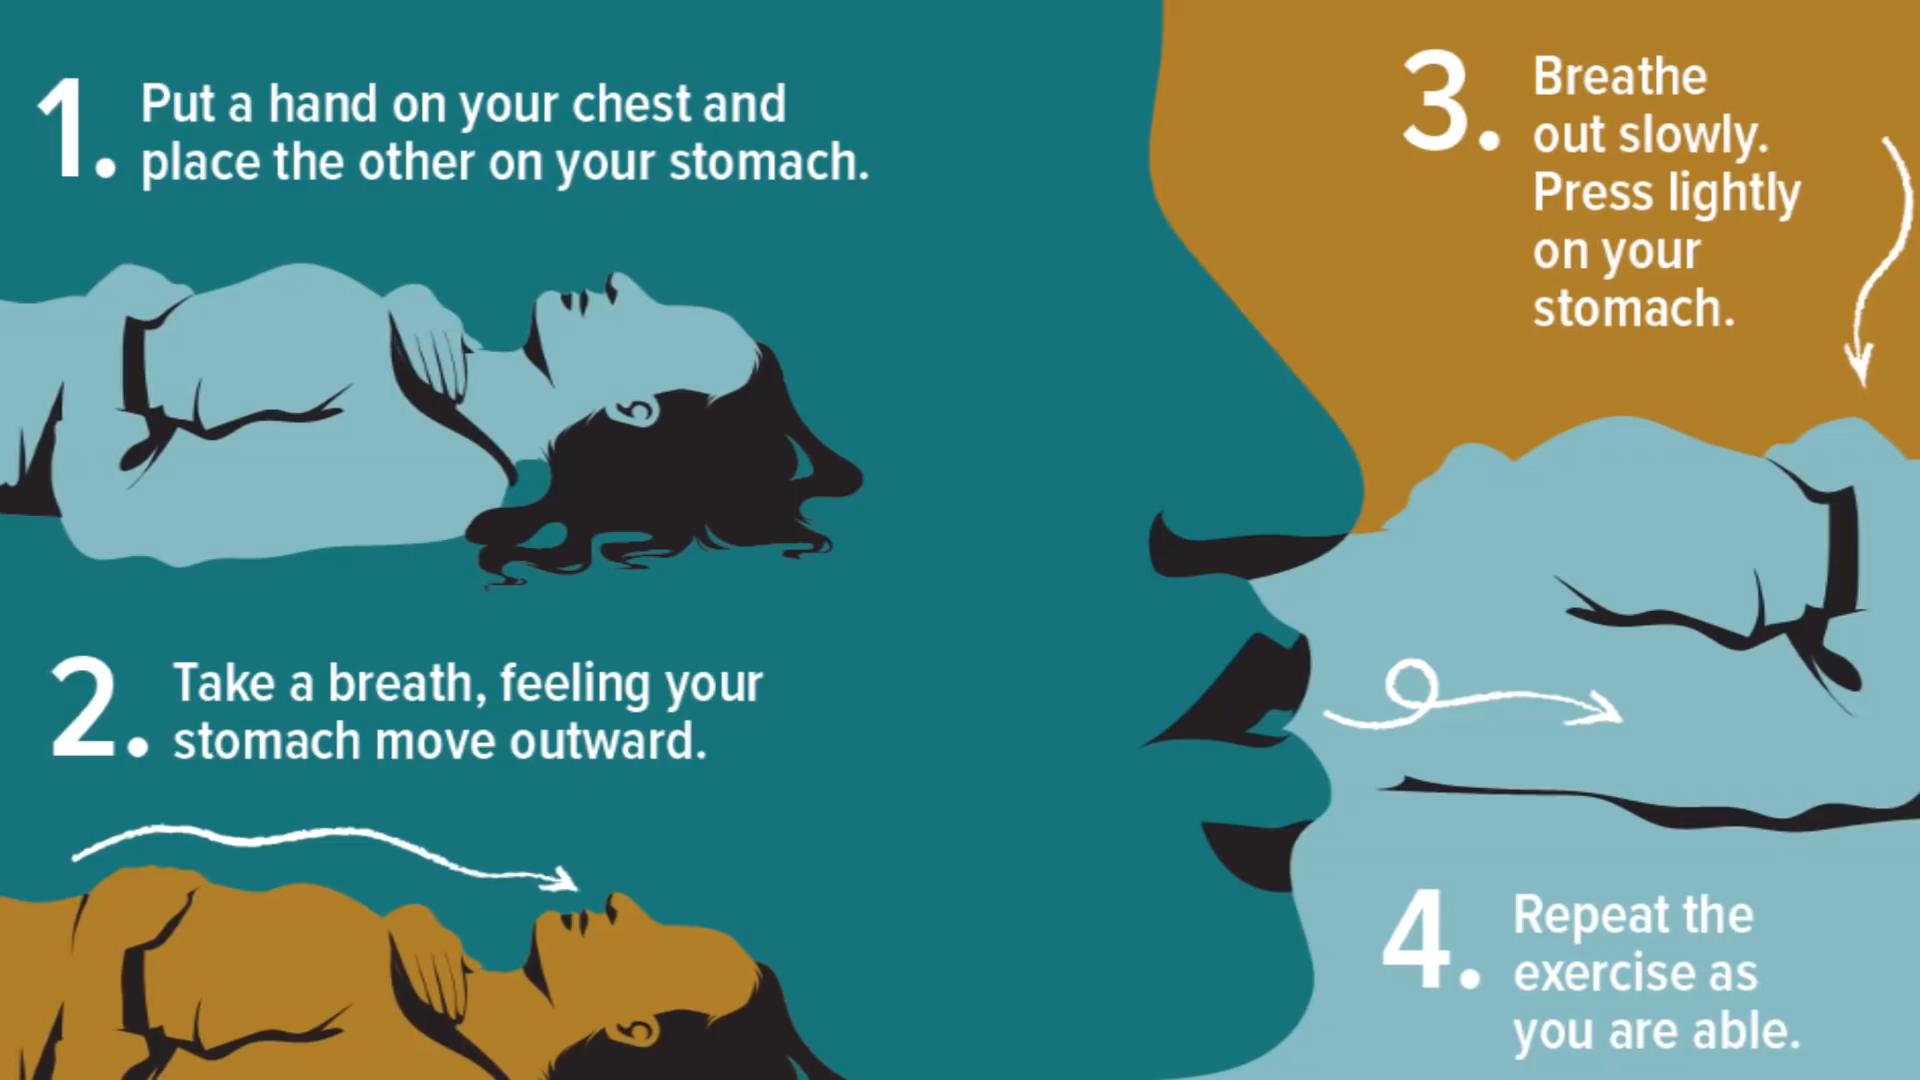 1. Put a hand on your chest and
place the other on your stomach.
2. Take a breath, feeling your
stomach move outward.
3. Breathe
out slowly.
Press lightly
on your
stomach.
4. Repeat the
exercise as
you are able.